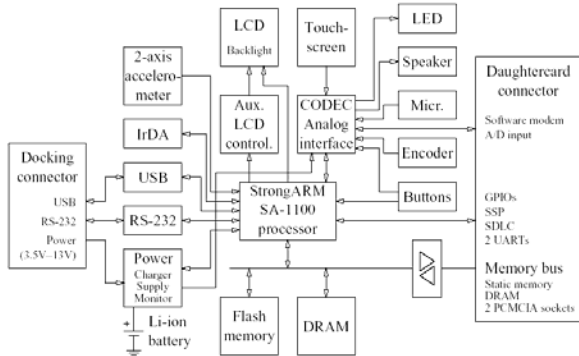 LCD
Backlight
Touch-
screen
LED
Speaker
2-axis
accelero-
meter
Aux.
LCD
control.
CODEC
Analog
interface
Micr.
Daughtercard
connector
Software modem
A/D input
IrDA
Encoder
Docking
connector
USB
RS-232
Power
(3.5V–13V)
USB
RS-232
StrongARM
SA-1100
processor
Buttons
GPIOs
SSP
SDLC
2 UARTs
Power
Charger
Supply
Monitor
Memory bus
Static memory
DRAM
2 PCMCIA sockets
+
Li-ion
battery
Flash
memory
DRAM